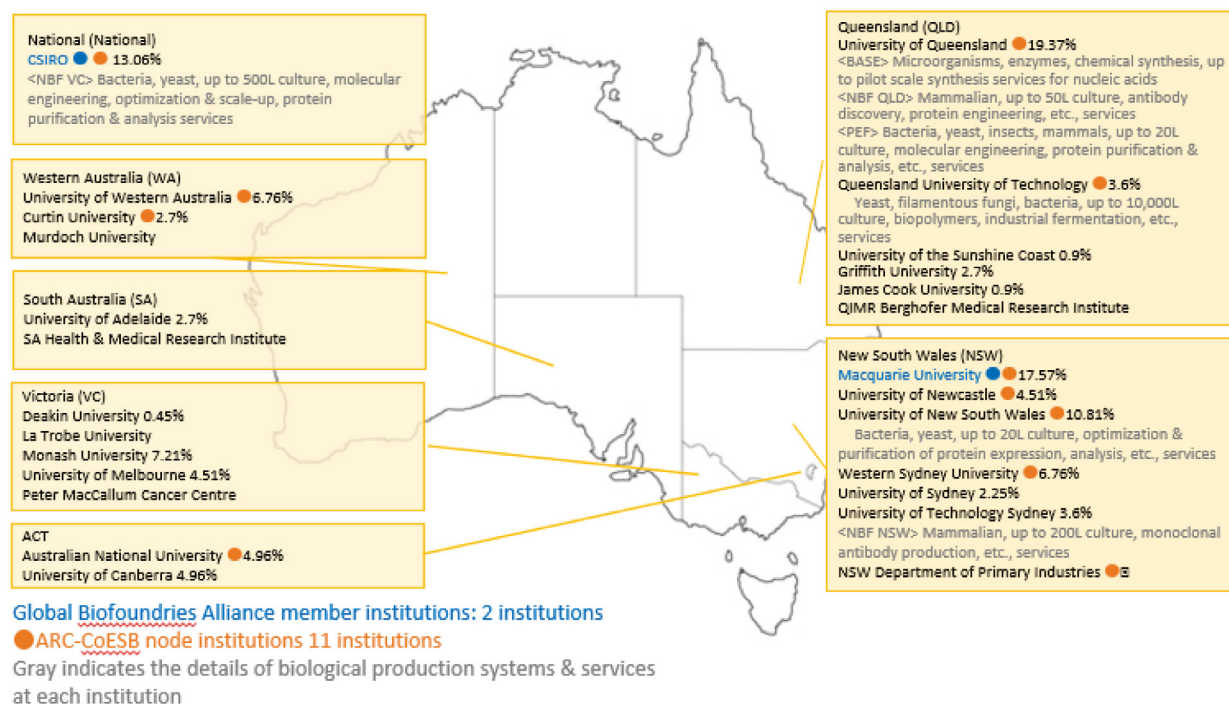 National (National)
CSIRO 13.06%
<NBF VC> Bacteria, yeast, up to 500L culture, molecular
engineering, optimization & scale-up, protein
purification & analysis services
Western Australia (WA)
University of Western Australia 6.76%
Curtin University 2.7%
Murdoch University
South Australia (SA)
University of Adelaide 2.7%
SA Health & Medical Research Institute
Victoria (VC)
Deakin University 0.45%
La Trobe University
Monash University 7.21%
University of Melbourne 4.51%
Peter MacCallum Cancer Centre
ACT
Australian National University 4.96%
University of Canberra 4.96%
Queensland (QLD)
University of Queensland 19.37%
<BASE> Microorganisms, enzymes, chemical synthesis, up
to pilot scale synthesis services for nucleic acids
<NBF QLD> Mammalian, up to 50L culture, antibody
discovery, protein engineering, etc., services
<PEF> Bacteria, yeast, insects, mammals, up to 20L
culture, molecular engineering, protein purification &
analysis, etc., services
Queensland University of Technology 3.6%
Yeast, filamentous fungi, bacteria, up to 10,000L
culture, biopolymers, industrial fermentation, etc.,
services
University of the Sunshine Coast 0.9%
Griffith University 2.7%
James Cook University 0.9%
QIMR Berghofer Medical Research Institute
New South Wales (NSW)
Macquarie University 17.57%
University of Newcastle 4.51%
University of New South Wales 10.81%
Bacteria, yeast, up to 20L culture, optimization &
purification of protein expression, analysis, etc., services
Western Sydney University 6.76%
University of Sydney 2.25%
University of Technology Sydney 3.6%
<NBF NSW> Mammalian, up to 200L culture, monoclonal
antibody production, etc., services
NSW Department of Primary Industries
Global Biofoundries Alliance member institutions: 2 institutions
ARC-CoESB node institutions 11 institutions
Gray indicates the details of biological production systems & services
at each institution